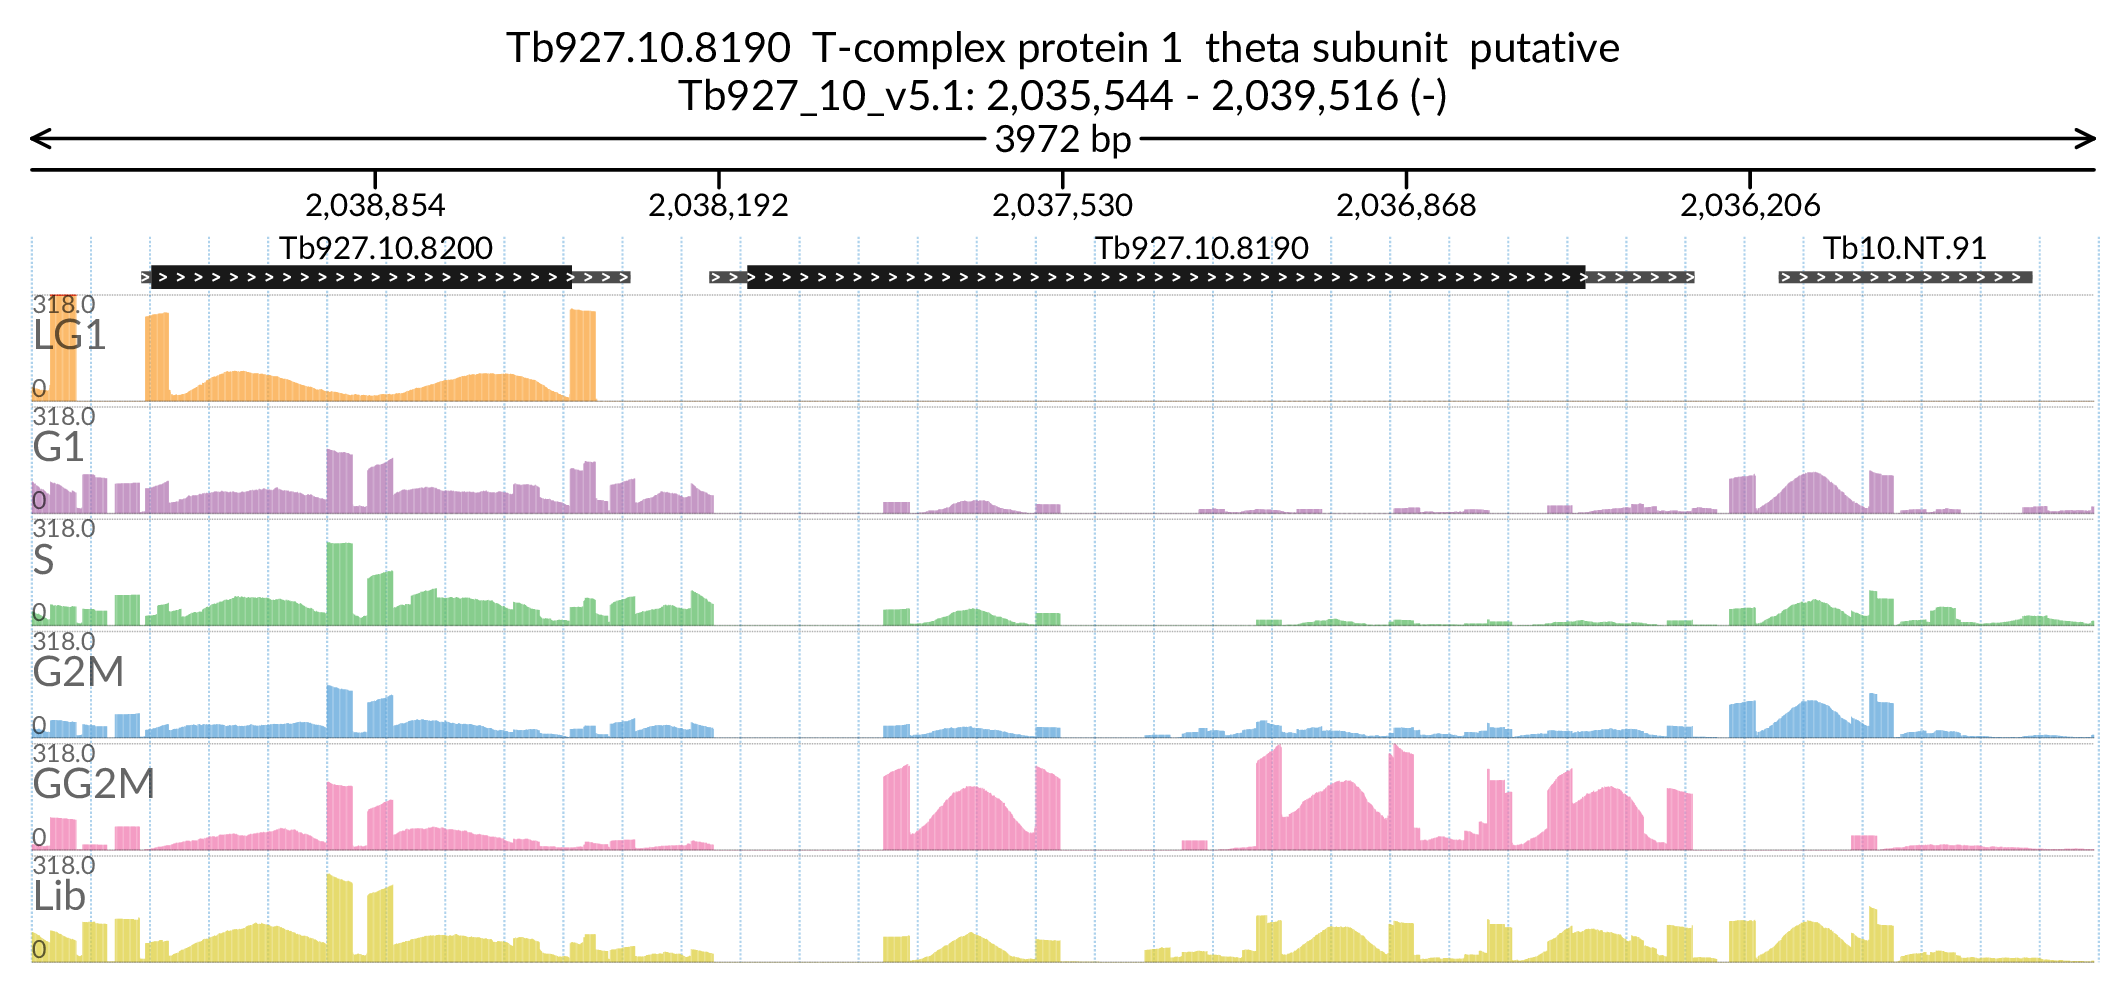 Tb927.10.8190 T-complex protein 1 theta subunit putative
Tb927_10_v5.1: 2,035,544 - 2,039,516 (-)
3972 bp
2,038,854 2,038,192 2,037,530 2,036,868 2,036,206
Tb927.10.8200 Tb927.10.8190 Tb10.NT.91
318.0
LG1
0
318.0
G1
0
318.0
S
0
318.0
G2M
0
318.0
GG2M
0
318.0
Lib
0